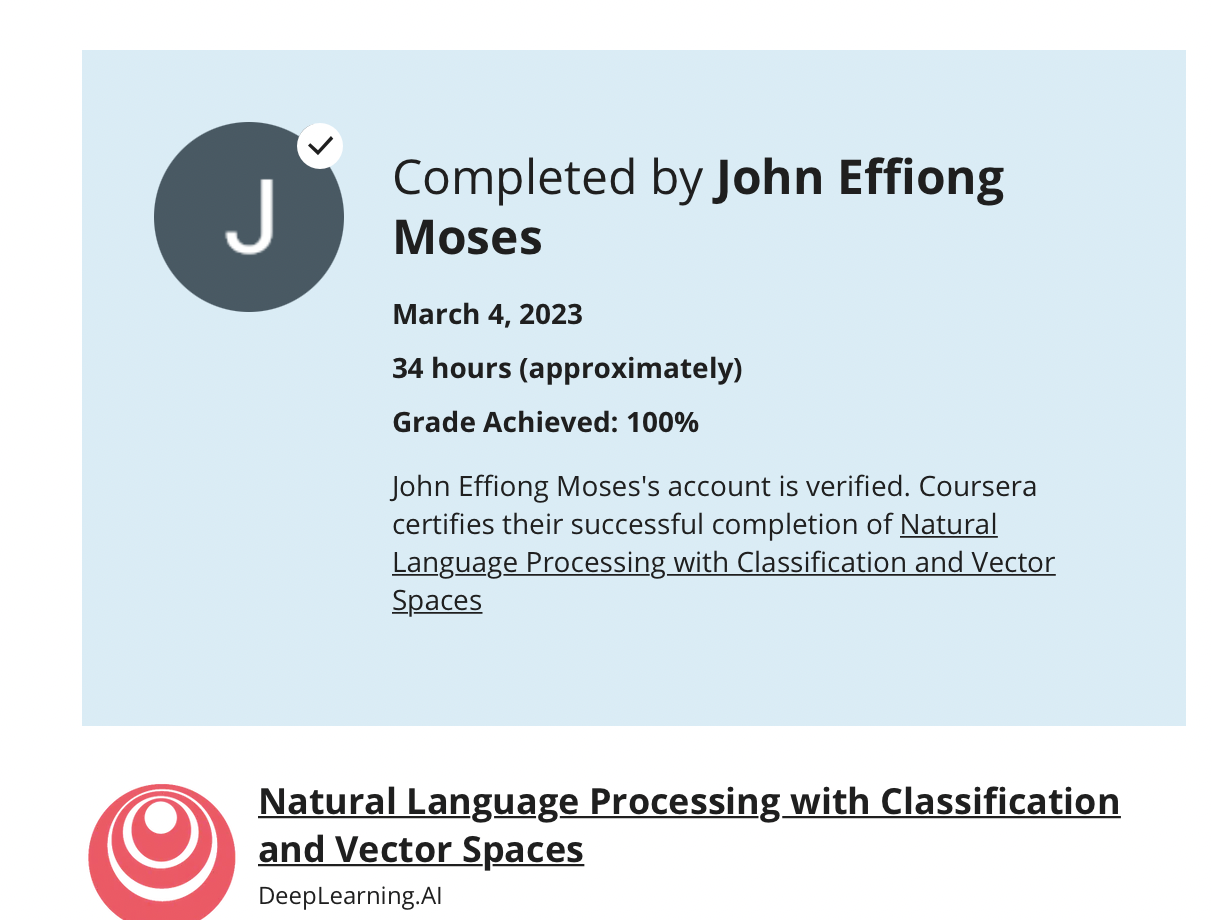 J
Completed by John Effiong
Moses
March 4, 2023
34 hours (approximately)
Grade Achieved: 100%
John Effiong Moses's account is verified. Coursera
certifies their successful completion of Natural
Language Processing with Classification and Vector
Spaces
Natural Language Processing with Classification
and Vector Spaces
DeepLearning.AI